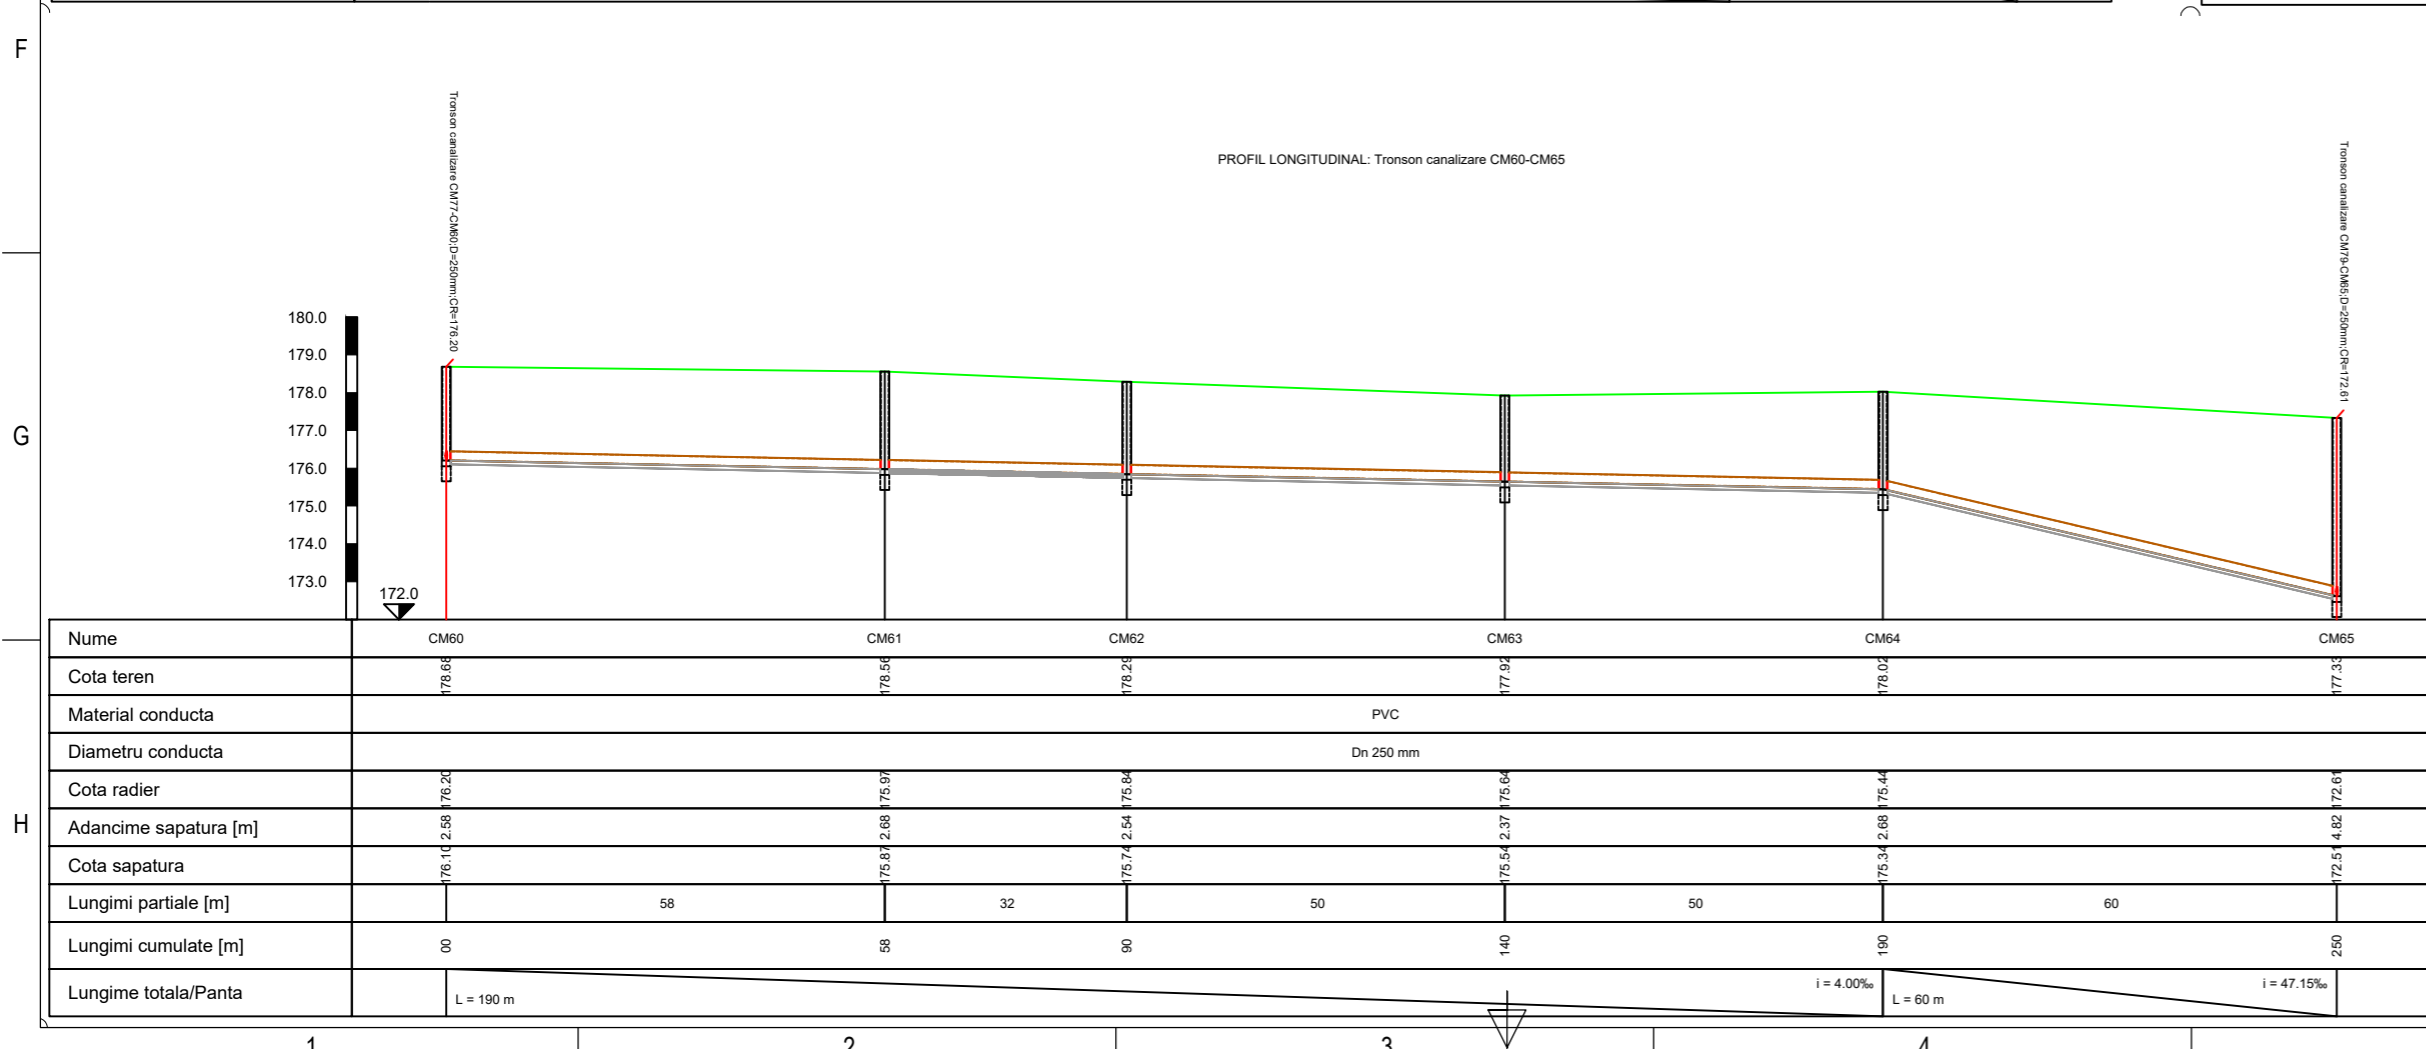 F
Tronson canalizare CM77-CM60;D=250mm;CR=176.20
PROFIL LONGITUDINAL: Tronson canalizare CM60-CM65
Tronson canalizare CM79-CM65;D=250mm;CR=172.61
180.0
179.0
178.0
G
177.0
176.0
175.0
174.0
173.0
172.0
Nume CM60 CM61 CM62 CM63 CM64 CM65
Cota teren 178.68 178.56 178.29 177.92 178.02 177.33
Material conducta PVC
Diametru conducta Dn 250 mm
Cota radier 176.20 175.97 175.84 175.64 175.44 172.61
H
Adancime sapatura [m] 2.58 2.68 2.54 2.37 2.68 4.82
Cota sapatura 176.10 175.87 175.74 175.54 175.34 172.51
Lungimi partiale [m] 58 32 50 50 60
Lungimi cumulate [m] 00 58 90 140 190 250
Lungime totala/Panta L = 190 m i = 4.00‰ L = 60 m i = 47.15‰
1 2 3 4